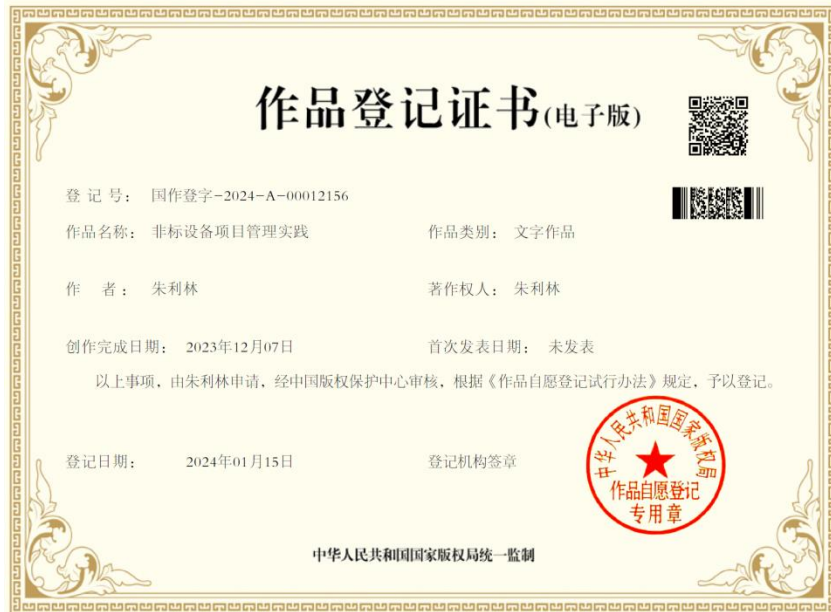 作品登记证书(电子版)
登记号： 国作登字-2024-A-00012156
作品名称： 非标设备项目管理实践 作品类别： 文字作品
作 者： 朱利林 著作权人： 朱利林
创作完成日期： 2023年12月07日 首次发表日期： 未发表
以上事项，由朱利林申请，经中国版权保护中心审核，根据《作品自愿登记试行办法》规定，予以登记。
登记日期： 2024年01月15日 登记机构签章
中华人民共和国国家版权局
作品自愿登记
专用章
中华人民共和国国家版权局统一监制